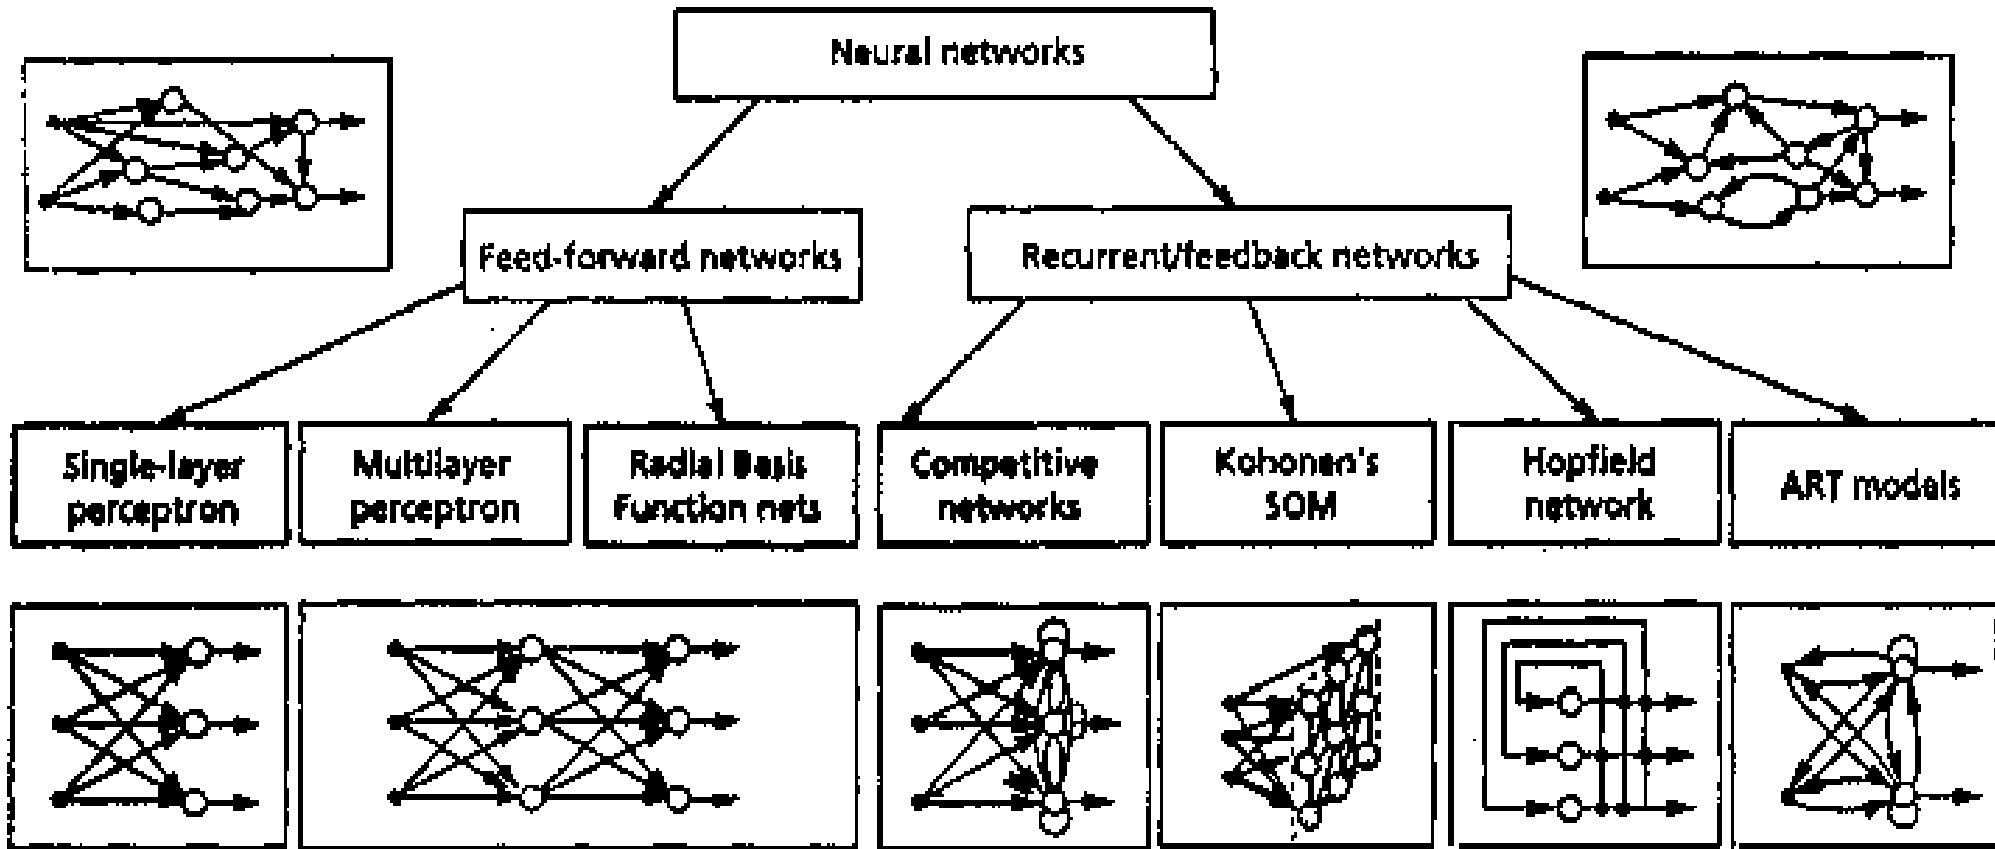 Neural networks
Feed-forward networks
Recurrent/feedback networks
Single-layer
perceptron
Multilayer
perceptron
Radial Basis
Function nets
Competitive
networks
Kohonen's
SOM
Hopfield
network
ART models